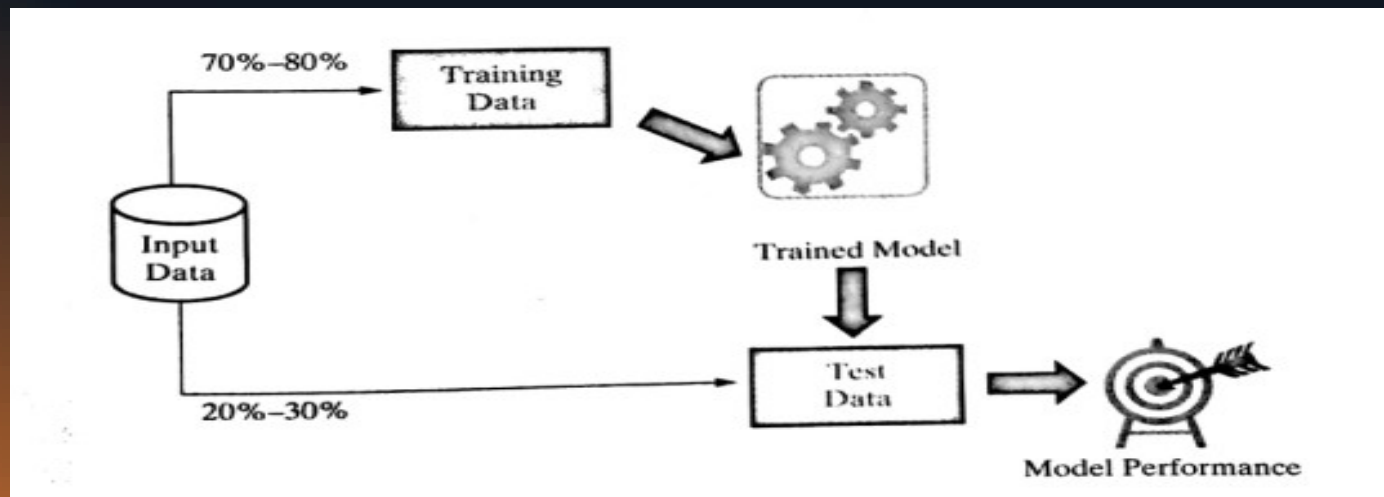 70%–80%
Training
Data
Input
Data
Trained Model
Test
Data
20%–30%
Model Performance